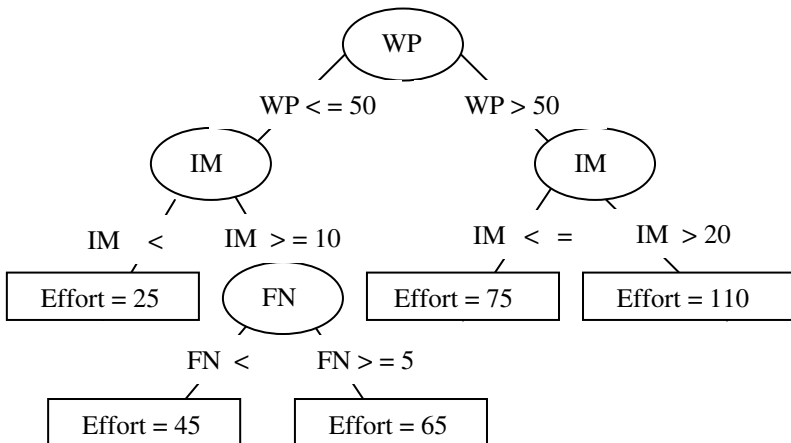 WP
WP < = 50 WP > 50
IM IM
IM < IM > = 10 IM < = IM > 20
Effort = 25 FN Effort = 75 Effort = 110
FN < FN > = 5
Effort = 45 Effort = 65